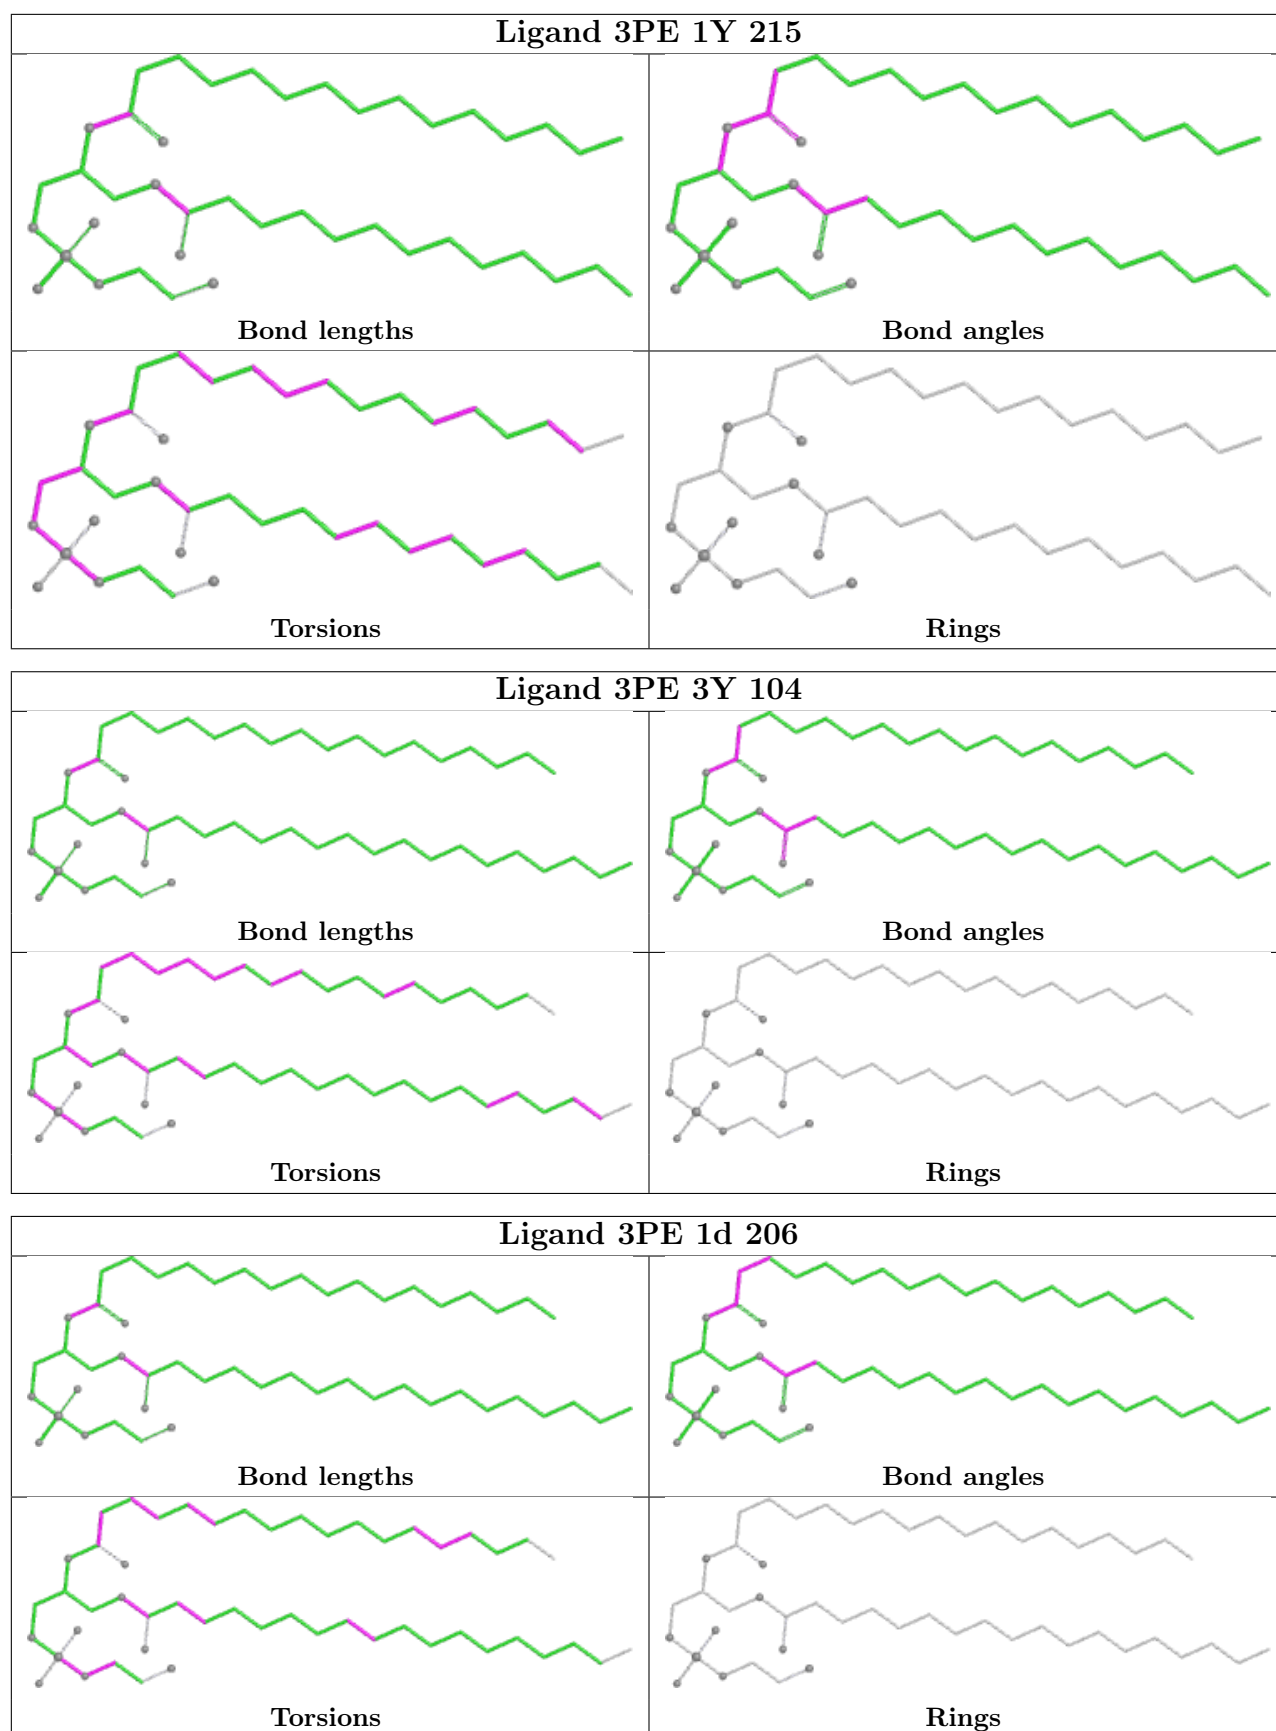 Ligand 3PE 1Y 215
Bond lengths
Bond angles
Torsions
Rings
Ligand 3PE 3Y 104
Bond lengths
Bond angles
Torsions
Rings
Ligand 3PE 1d 206
Bond lengths
Bond angles
Torsions
Rings